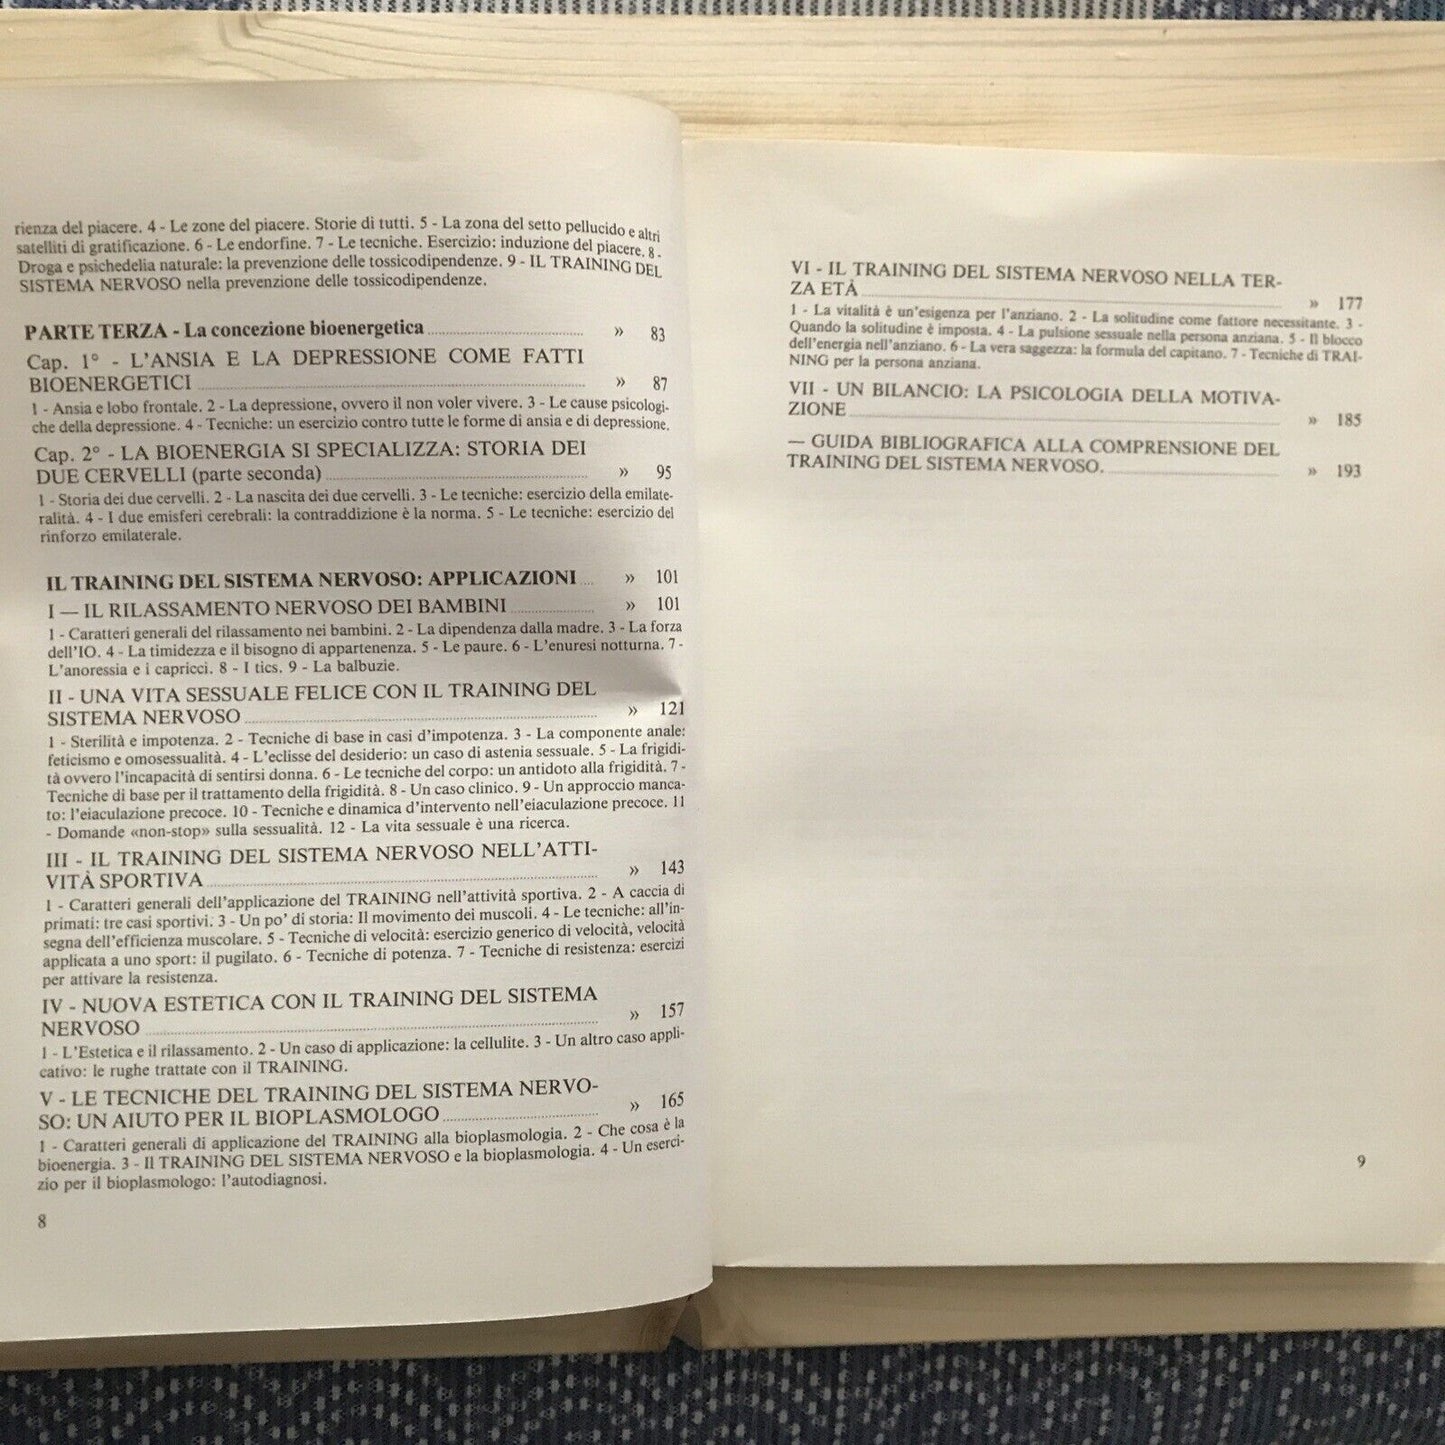 rienza del piacere. 4 - Le zone del piacere. Storie di tutti. 5 - La zona del setto pellucido e altri
satelliti di gratificazione. 6 - Le endorfine. 7 - Le tecniche. Esercizio: induzione del piacere. 8 -
Droga e psichedelia naturale: la prevenzione delle tossicodipendenze. 9 - IL TRAINING DEL
SISTEMA NERVOSO nella prevenzione delle tossicodipendenze.
PARTE TERZA - La concezione bioenergetica » 83
Cap. 1° - L'ANSIA E LA DEPRESSIONE COME FATTI
BIOENERGETICI » 87
1 - Ansia e lobo frontale. 2 - La depressione, ovvero il non voler vivere. 3 - Le cause psicologi-
che della depressione. 4 - Tecniche: un esercizio contro tutte le forme di ansia e di depressione.
Cap. 2° - LA BIOENERGIA SI SPECIALIZZA: STORIA DEI
DUE CERVELLI (parte seconda) » 95
1 - Storia dei due cervelli. 2 - La nascita dei due cervelli. 3 - Le tecniche: esercizio della emilate-
ralità. 4 - I due emisferi cerebrali: la contraddizione è la norma. 5 - Le tecniche: esercizio del
rinforzo emilaterale.
IL TRAINING DEL SISTEMA NERVOSO: APPLICAZIONI » 101
I — IL RILASSAMENTO NERVOSO DEI BAMBINI » 101
1 - Caratteri generali del rilassamento nei bambini. 2 - La dipendenza dalla madre. 3 - La forza
dell'IO. 4 - La timidezza e il bisogno di appartenenza. 5 - Le paure. 6 - L'enuresi notturna. 7 -
L'anoressia e i capricci. 8 - I tics. 9 - La balbuzie.
II - UNA VITA SESSUALE FELICE CON IL TRAINING DEL
SISTEMA NERVOSO » 121
1 - Sterilità e impotenza. 2 - Tecniche di base in casi d'impotenza. 3 - La componente anale:
feticismo e omosessualità. 4 - L'eclisse del desiderio: un caso di astenia sessuale. 5 - La frigidi-
tà ovvero l'incapacità di sentirsi donna. 6 - Le tecniche del corpo: un antidoto alla frigidità. 7 -
Tecniche di base per il trattamento della frigidità. 8 - Un caso clinico. 9 - Un approccio manca-
to: l'eiaculazione precoce. 10 - Tecniche e dinamica d'intervento nell'eiaculazione precoce. 11
- Domande «non-stop» sulla sessualità. 12 - La vita sessuale è una ricerca.
III - IL TRAINING DEL SISTEMA NERVOSO NELL'ATTI-
VITÀ SPORTIVA » 143
1 - Caratteri generali dell'applicazione del TRAINING nell'attività sportiva. 2 - A caccia di
primati: tre casi sportivi. 3 - Un po' di storia: Il movimento dei muscoli. 4 - Le tecniche: all'in-
segna dell'efficienza muscolare. 5 - Tecniche di velocità: esercizio generico di velocità, velocità
applicata a uno sport: il pugilato. 6 - Tecniche di potenza. 7 - Tecniche di resistenza: esercizi
per attivare la resistenza.
IV - NUOVA ESTETICA CON IL TRAINING DEL SISTEMA
NERVOSO » 157
1 - L'Estetica e il rilassamento. 2 - Un caso di applicazione: la cellulite. 3 - Un altro caso appli-
cativo: le rughe trattate con il TRAINING.
V - LE TECNICHE DEL TRAINING DEL SISTEMA NERVO-
SO: UN AIUTO PER IL BIOPLASMOLOGO » 165
1 - Caratteri generali di applicazione del TRAINING alla bioplasmologia. 2 - Che cosa è la
bioenergia. 3 - Il TRAINING DEL SISTEMA NERVOSO e la bioplasmologia. 4 - Un eserci-
zio per il bioplasmologo: l'autodiagnosi.
8
VI - IL TRAINING DEL SISTEMA NERVOSO NELLA TER-
ZA ETÀ » 177
1 - La vitalità è un'esigenza per l'anziano. 2 - La solitudine come fattore necessitante. 3 -
Quando la solitudine è imposta. 4 - La pulsione sessuale nella persona anziana. 5 - Il blocco
dell'energia nell'anziano. 6 - La vera saggezza: la formula del capitano. 7 - Tecniche di TRAI-
NING per la persona anziana.
VII - UN BILANCIO: LA PSICOLOGIA DELLA MOTIVA-
ZIONE » 185
— GUIDA BIBLIOGRAFICA ALLA COMPRENSIONE DEL
TRAINING DEL SISTEMA NERVOSO. » 193
9